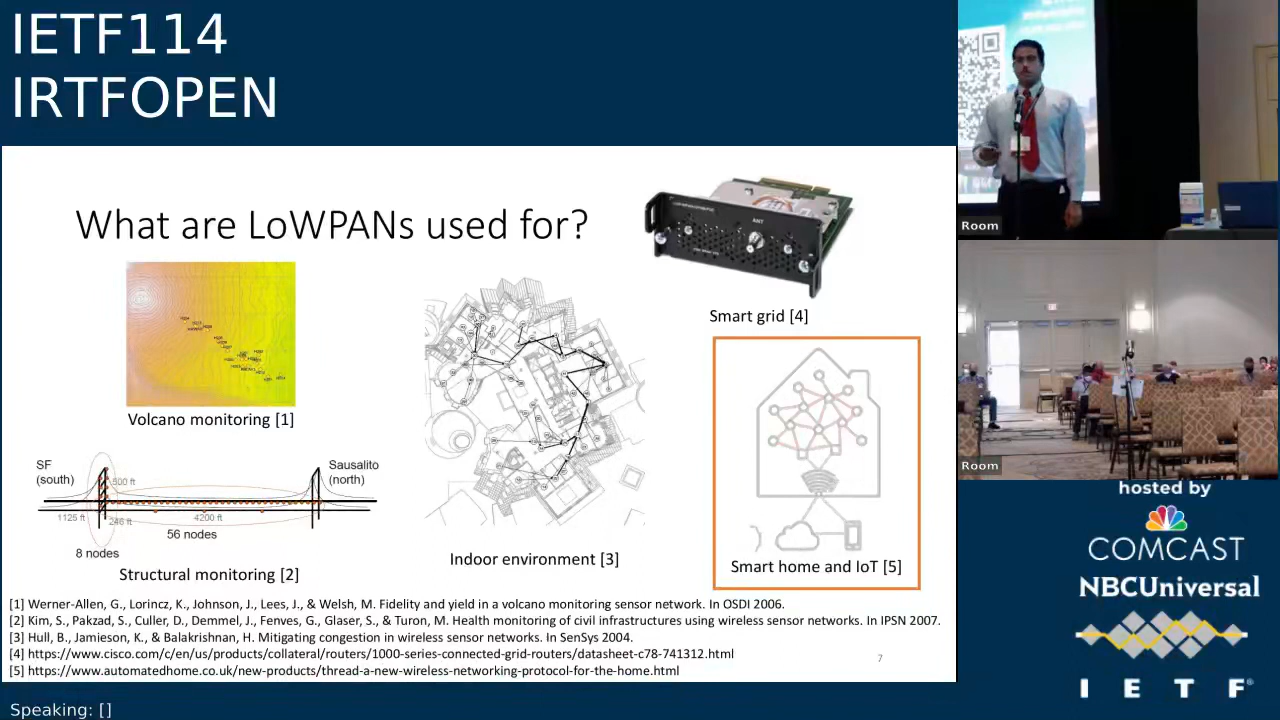 IETF114
IRTFOPEN
What are LoWPANs used for?
ANT
Smart grid [4]
Volcano monitoring [1]
SF
(south)
Sausalito
(north)
500 ft
1125 ft
246 ft
4200 ft
56 nodes
8 nodes
Structural monitoring [2]
Indoor environment [3]
Smart home and IoT [5]
[1] Werner-Allen, G., Lorincz, K., Johnson, J., Lees, J., & Welsh, M. Fidelity and yield in a volcano monitoring sensor network. In OSDI 2006.
[2] Kim, S., Pakzad, S., Culler, D., Demmel, J., Fenves, G., Glaser, S., & Turon, M. Health monitoring of civil infrastructures using wireless sensor networks. In IPSN 2007.
[3] Hull, B., Jamieson, K., & Balakrishnan, H. Mitigating congestion in wireless sensor networks. In SenSys 2004.
[4] https://www.cisco.com/c/en/us/products/collateral/routers/1000-series-connected-grid-routers/datasheet-c78-741312.html
[5] https://www.automatedhome.co.uk/new-products/thread-a-new-wireless-networking-protocol-for-the-home.html
7
Speaking: []
Room
Room
hosted by
COMCAST
NBCUniversal
I E T F®